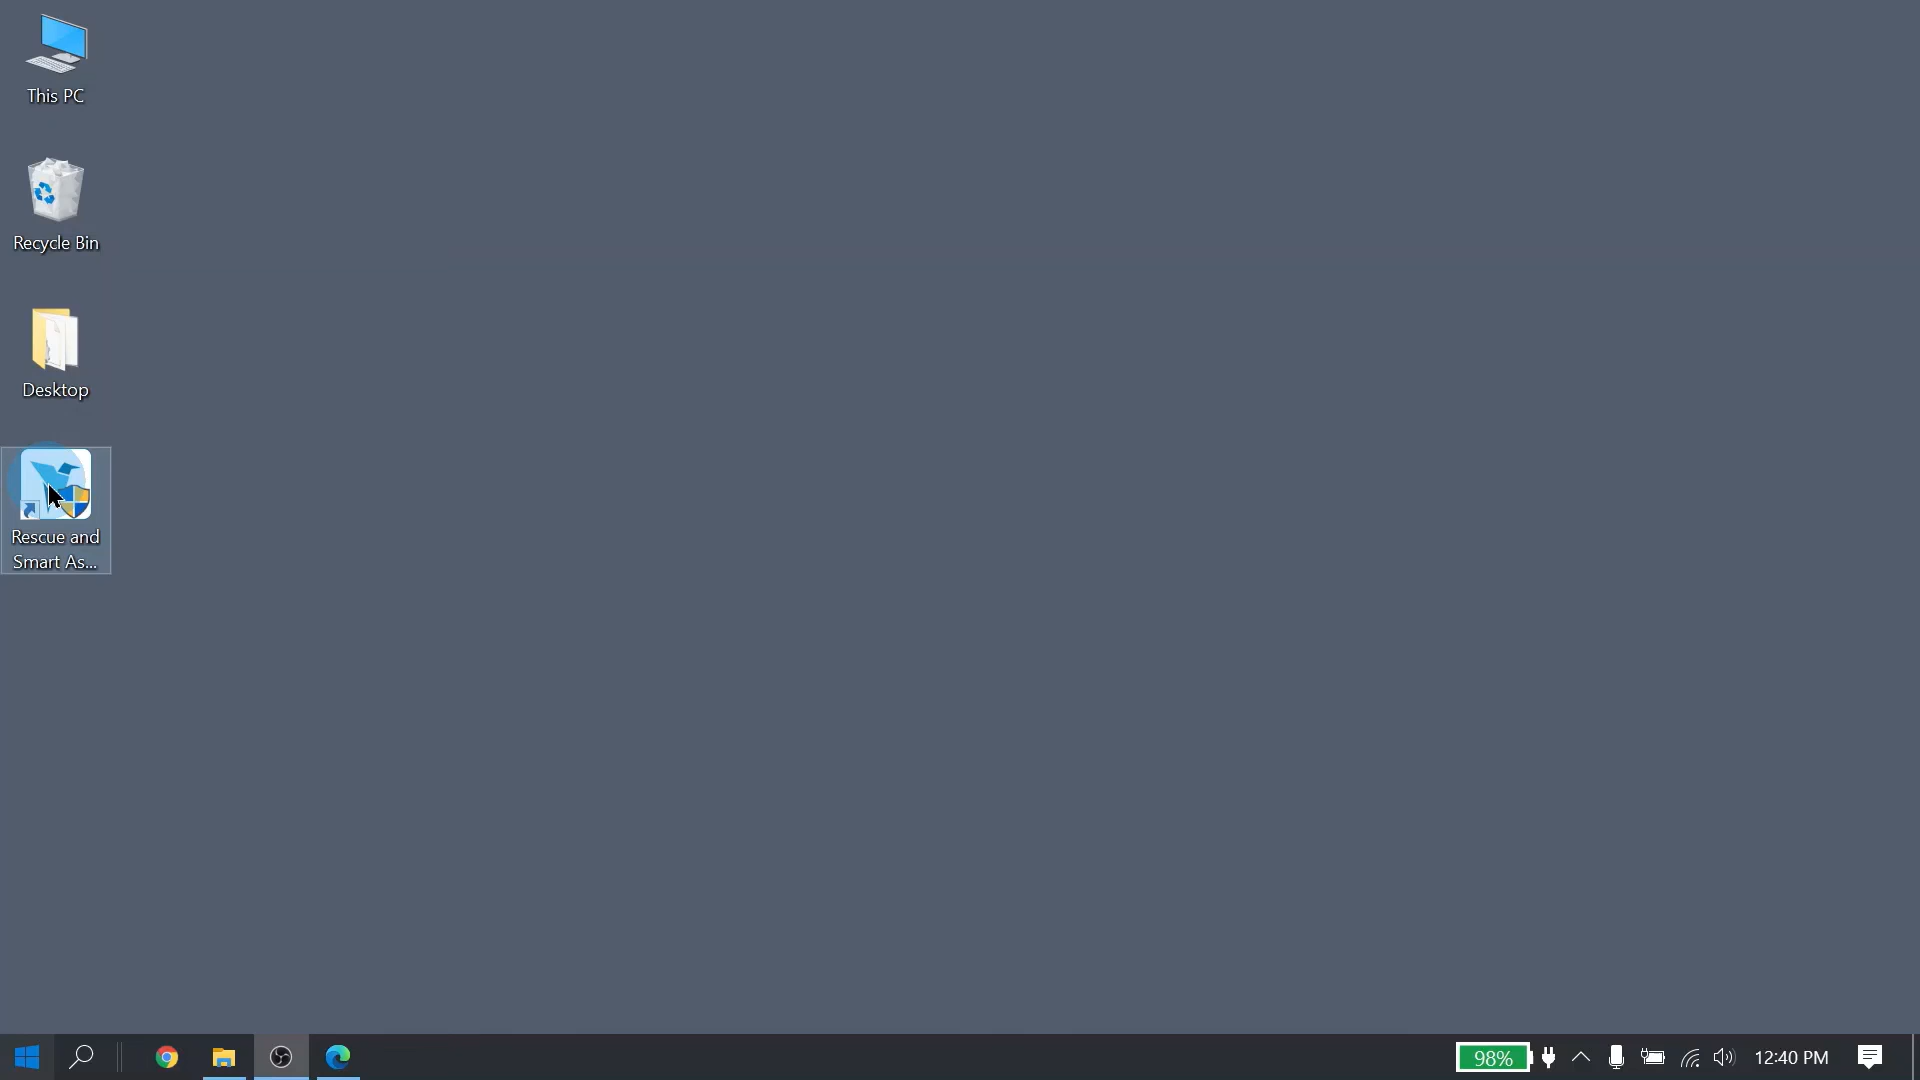 This PC
Recycle Bin
Desktop
Rescue and
Smart As...
98%
12:40 PM